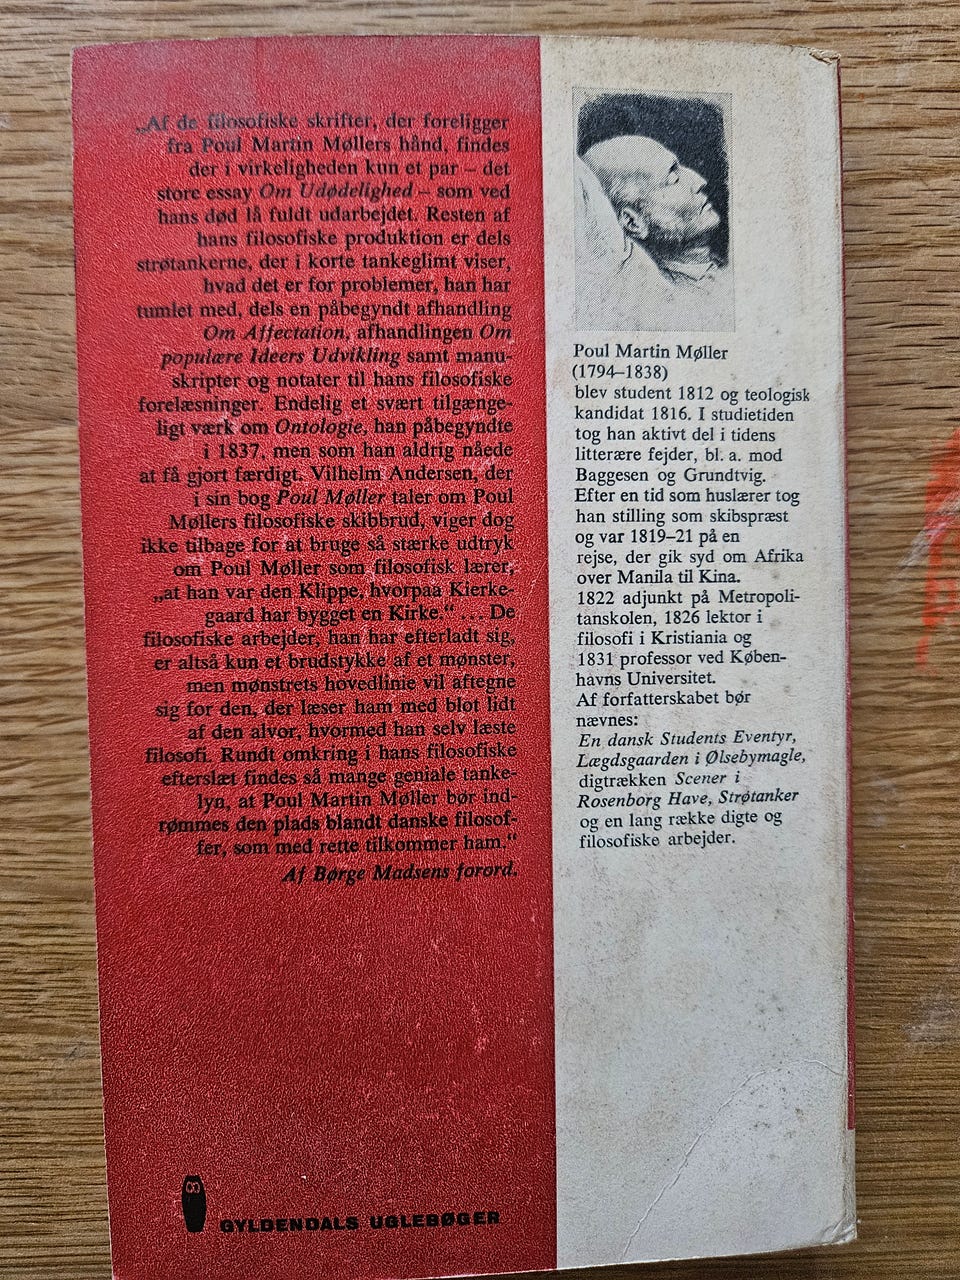 „Af de filosofiske skrifter, der foreligger
fra Poul Martin Møllers hånd, findes
der i virkeligheden kun et par – det
store essay Om Udødelighed – som ved
hans død lå fuldt udarbejdet. Resten af
hans filosofiske produktion er dels
strøtankerne, der i korte tankeglimt viser,
hvad det er for problemer, han har
tumlet med, dels en påbegyndt afhandling
Om Affectation, afhandlingen Om
populære Ideers Udvikling samt manu-
skripter og notater til hans filosofiske
forelæsninger. Endelig et svært tilgænge-
ligt værk om Ontologie, han påbegyndte
i 1837, men som han aldrig nåede
at få gjort færdigt. Vilhelm Andersen, der
i sin bog Poul Møller taler om Poul
Møllers filosofiske skibbrud, viger dog
ikke tilbage for at bruge så stærke udtryk
om Poul Møller som filosofisk lærer,
„at han var den Klippe, hvorpaa Kierke-
gaard har bygget en Kirke.“ ... De
filosofiske arbejder, han har efterladt sig,
er altså kun et brudstykke af et mønster,
men mønstrets hovedlinie vil aftegne
sig for den, der læser ham med blot lidt
af den alvor, hvormed han selv læste
filosofi. Rundt omkring i hans filosofiske
efterslæt findes så mange geniale tanke-
lyn, at Poul Martin Møller bør ind-
rømmes den plads blandt danske filosof-
fer, som med rette tilkommer ham.“
Af Børge Madsens forord.
GYLDENDALS UGLEBØGER
Poul Martin Møller
(1794–1838)
blev student 1812 og teologisk
kandidat 1816. I studietiden
tog han aktivt del i tidens
litterære fejder, bl. a. mod
Baggesen og Grundtvig.
Efter en tid som huslærer tog
han stilling som skibspræst
og var 1819–21 på en
rejse, der gik syd om Afrika
over Manila til Kina.
1822 adjunkt på Metropoli-
tanskolen, 1826 lektor i
filosofi i Kristiania og
1831 professor ved Køben-
havns Universitet.
Af forfatterskabet bør
nævnes:
En dansk Students Eventyr,
Lægdsgaarden i Ølsebymagle,
digtrækken Scener i
Rosenborg Have, Strøtanker
og en lang række digte og
filosofiske arbejder.